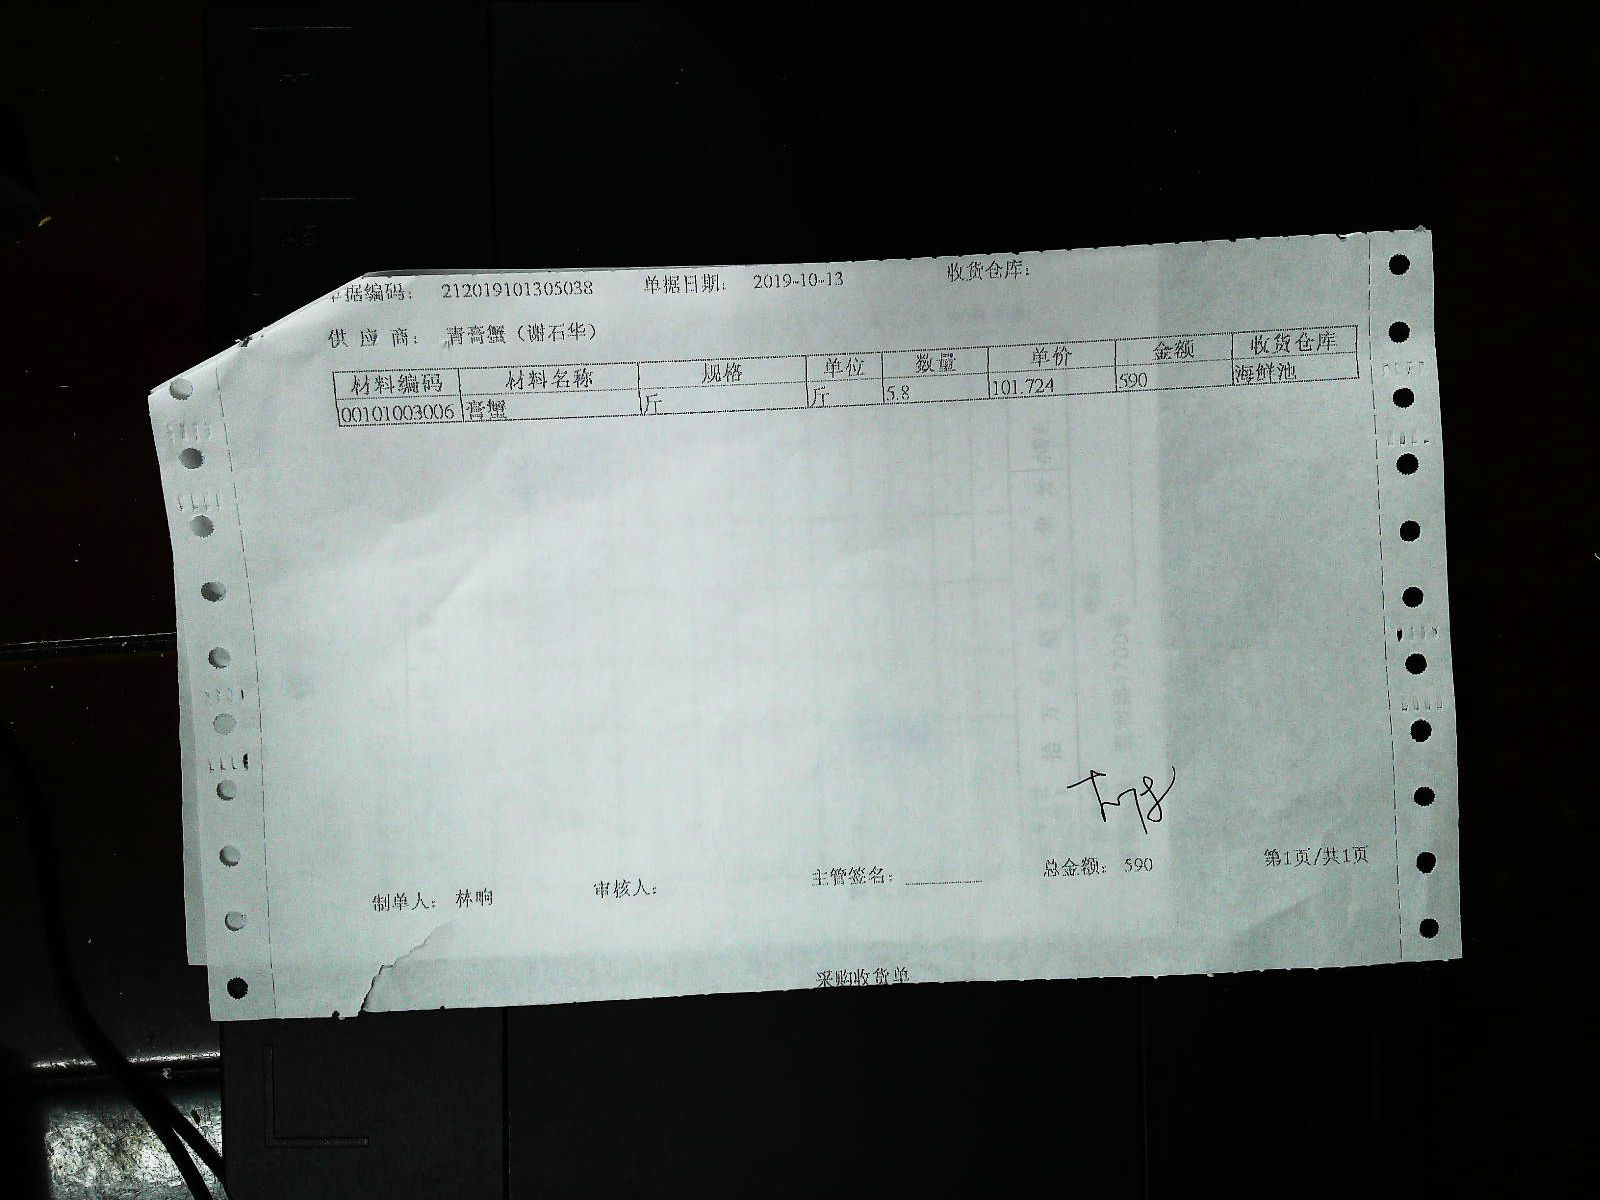 单据编码： 212019101305038 单据日期： 2019-10-13 收货仓库：
供 应 商： 青膏蟹（谢石华）
材料编码 材料名称 规格 单位 数量 单价 金额 收货仓库
00101003006 膏蟹 斤 斤 5.8 101.724 590 海鲜池
制单人： 林晌 审核人： 主管签名： 总金额： 590 第1页/共1页
采购收货单